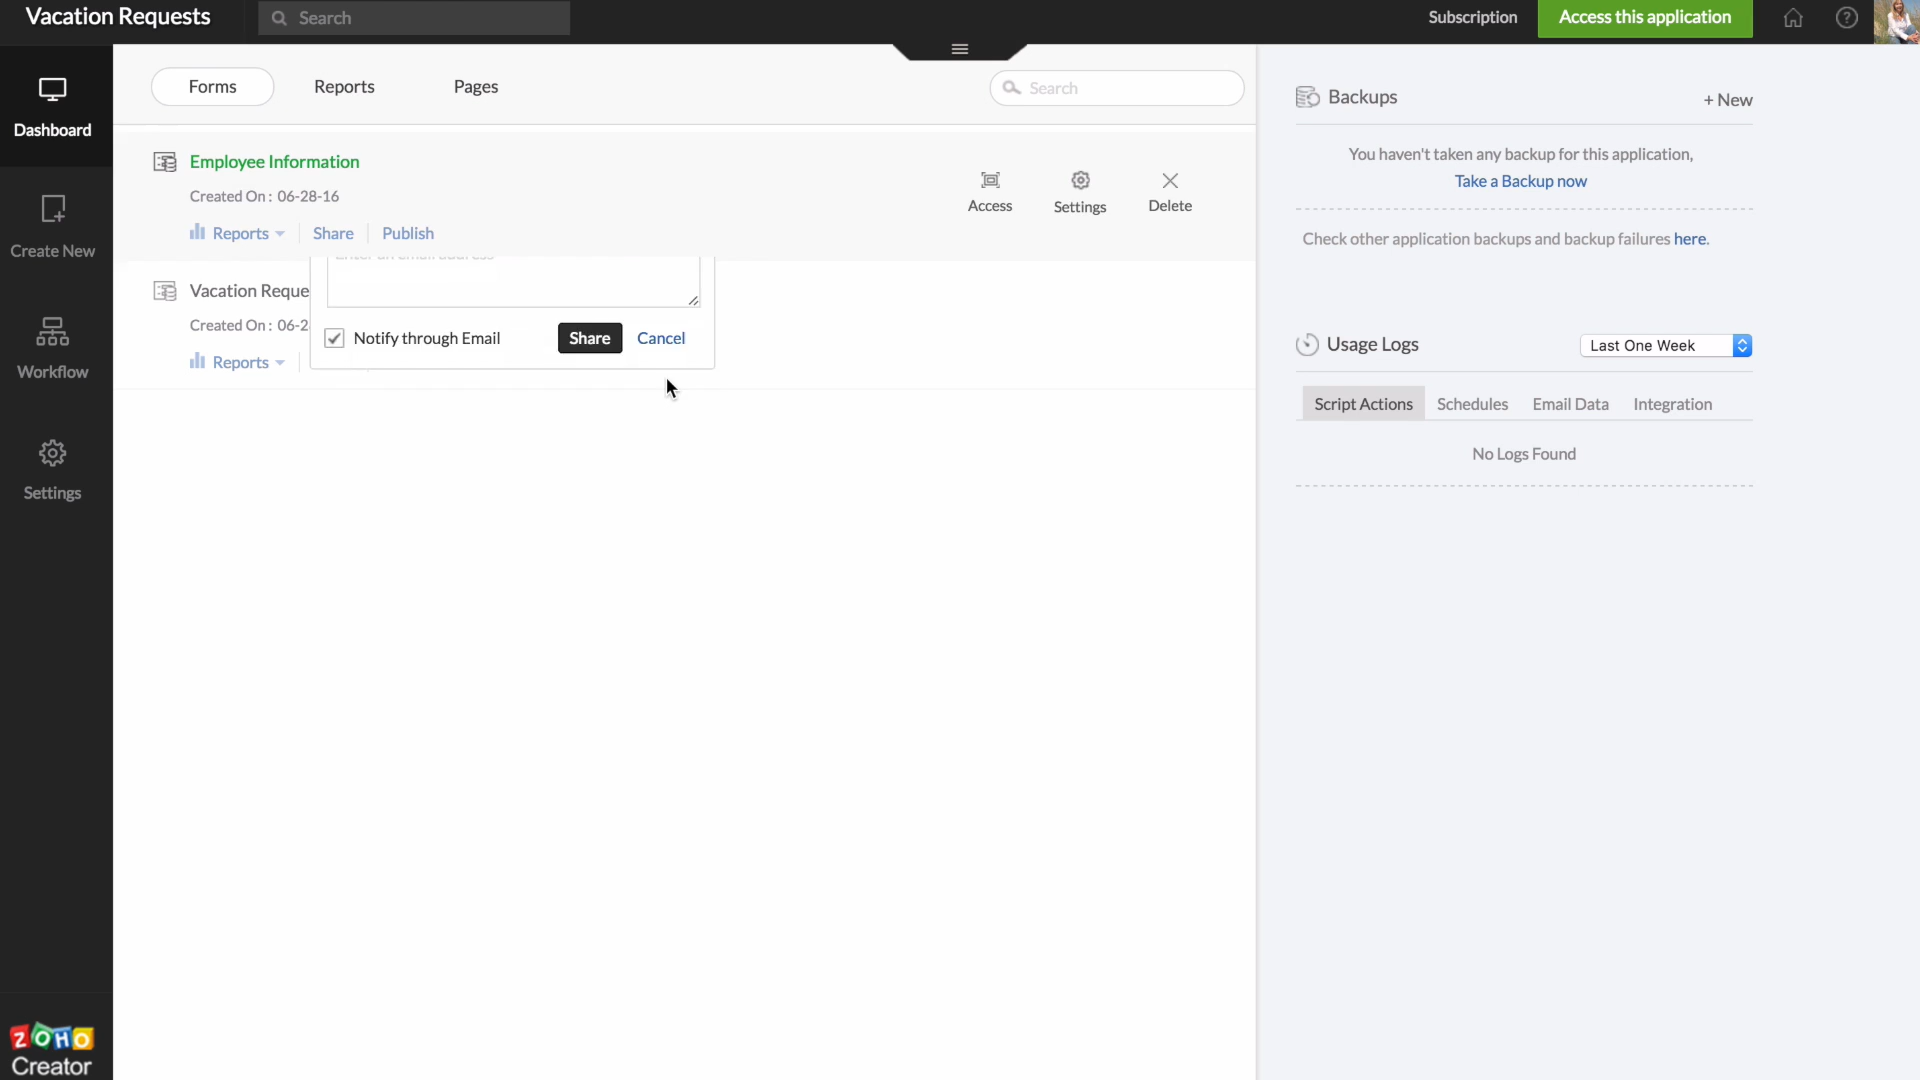 Vacation Requests
Search
Subscription
Access this application
Dashboard
Create New
Workflow
Settings
ZOHO
Creator
Forms
Reports
Pages
Search
Employee Information
Created On : 06-28-16
Reports
Share
Publish
Access
Settings
Delete
Vacation Reque
Created On : 06-2
Reports
Enter an email address
Notify through Email
Share
Cancel
Backups
+ New
You haven't taken any backup for this application,
Take a Backup now
Check other application backups and backup failures here.
Usage Logs
Last One Week
Script Actions
Schedules
Email Data
Integration
No Logs Found